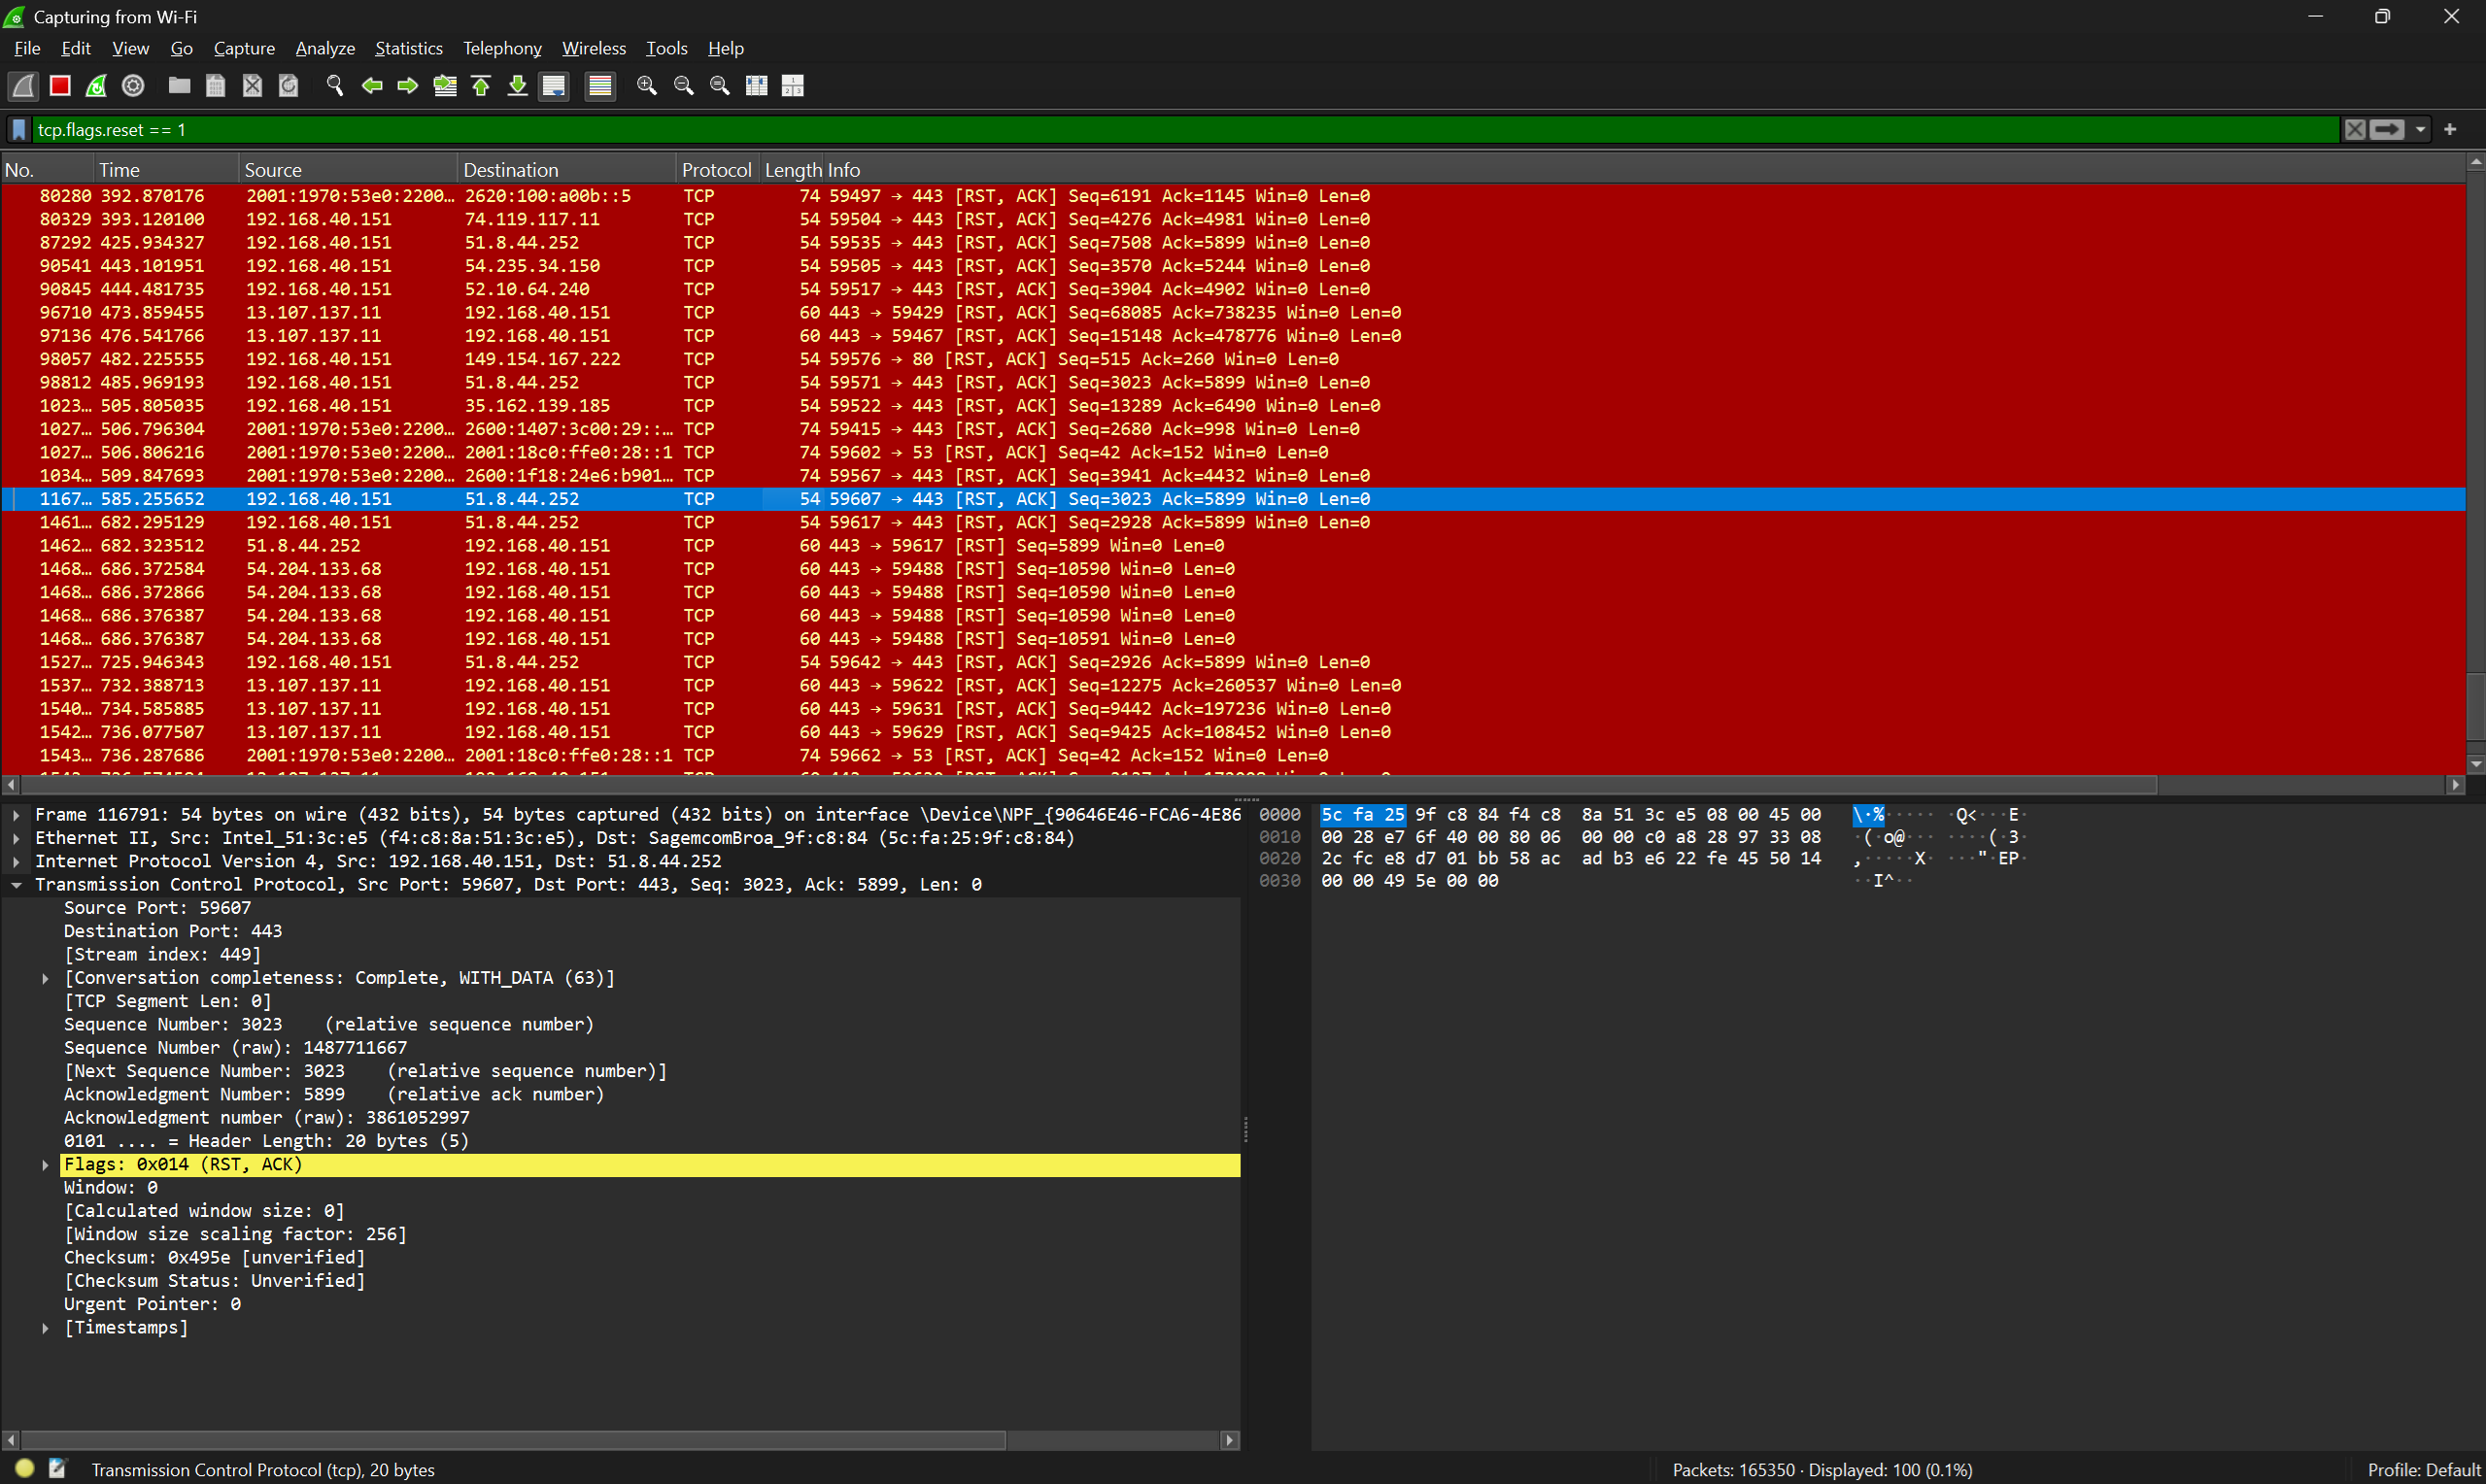 Capturing from Wi-Fi
File Edit View Go Capture Analyze Statistics Telephony Wireless Tools Help
tcp.flags.reset == 1
No. Time Source Destination Protocol Length Info
80280 392.870176 2001:1970:53e0:2200… 2620:100:a00b::5 TCP 74 59497 → 443 [RST, ACK] Seq=6191 Ack=1145 Win=0 Len=0
80329 393.120100 192.168.40.151 74.119.117.11 TCP 54 59504 → 443 [RST, ACK] Seq=4276 Ack=4981 Win=0 Len=0
87292 425.934327 192.168.40.151 51.8.44.252 TCP 54 59535 → 443 [RST, ACK] Seq=7508 Ack=5899 Win=0 Len=0
90541 443.101951 192.168.40.151 54.235.34.150 TCP 54 59505 → 443 [RST, ACK] Seq=3570 Ack=5244 Win=0 Len=0
90845 444.481735 192.168.40.151 52.10.64.240 TCP 54 59517 → 443 [RST, ACK] Seq=3904 Ack=4902 Win=0 Len=0
96710 473.859455 13.107.137.11 192.168.40.151 TCP 60 443 → 59429 [RST, ACK] Seq=68085 Ack=738235 Win=0 Len=0
97136 476.541766 13.107.137.11 192.168.40.151 TCP 60 443 → 59467 [RST, ACK] Seq=15148 Ack=478776 Win=0 Len=0
98057 482.225555 192.168.40.151 149.154.167.222 TCP 54 59576 → 80 [RST, ACK] Seq=515 Ack=260 Win=0 Len=0
98812 485.969193 192.168.40.151 51.8.44.252 TCP 54 59571 → 443 [RST, ACK] Seq=3023 Ack=5899 Win=0 Len=0
1023… 505.805035 192.168.40.151 35.162.139.185 TCP 54 59522 → 443 [RST, ACK] Seq=13289 Ack=6490 Win=0 Len=0
1027… 506.796304 2001:1970:53e0:2200… 2600:1407:3c00:29::… TCP 74 59415 → 443 [RST, ACK] Seq=2680 Ack=998 Win=0 Len=0
1027… 506.806216 2001:1970:53e0:2200… 2001:18c0:ffe0:28::1 TCP 74 59602 → 53 [RST, ACK] Seq=42 Ack=152 Win=0 Len=0
1034… 509.847693 2001:1970:53e0:2200… 2600:1f18:24e6:b901… TCP 74 59567 → 443 [RST, ACK] Seq=3941 Ack=4432 Win=0 Len=0
1167… 585.255652 192.168.40.151 51.8.44.252 TCP 54 59607 → 443 [RST, ACK] Seq=3023 Ack=5899 Win=0 Len=0
1461… 682.295129 192.168.40.151 51.8.44.252 TCP 54 59617 → 443 [RST, ACK] Seq=2928 Ack=5899 Win=0 Len=0
1462… 682.323512 51.8.44.252 192.168.40.151 TCP 60 443 → 59617 [RST] Seq=5899 Win=0 Len=0
1468… 686.372584 54.204.133.68 192.168.40.151 TCP 60 443 → 59488 [RST] Seq=10590 Win=0 Len=0
1468… 686.372866 54.204.133.68 192.168.40.151 TCP 60 443 → 59488 [RST] Seq=10590 Win=0 Len=0
1468… 686.376387 54.204.133.68 192.168.40.151 TCP 60 443 → 59488 [RST] Seq=10590 Win=0 Len=0
1468… 686.376387 54.204.133.68 192.168.40.151 TCP 60 443 → 59488 [RST] Seq=10591 Win=0 Len=0
1527… 725.946343 192.168.40.151 51.8.44.252 TCP 54 59642 → 443 [RST, ACK] Seq=2926 Ack=5899 Win=0 Len=0
1537… 732.388713 13.107.137.11 192.168.40.151 TCP 60 443 → 59622 [RST, ACK] Seq=12275 Ack=260537 Win=0 Len=0
1540… 734.585885 13.107.137.11 192.168.40.151 TCP 60 443 → 59631 [RST, ACK] Seq=9442 Ack=197236 Win=0 Len=0
1542… 736.077507 13.107.137.11 192.168.40.151 TCP 60 443 → 59629 [RST, ACK] Seq=9425 Ack=108452 Win=0 Len=0
1543… 736.287686 2001:1970:53e0:2200… 2001:18c0:ffe0:28::1 TCP 74 59662 → 53 [RST, ACK] Seq=42 Ack=152 Win=0 Len=0
Frame 116791: 54 bytes on wire (432 bits), 54 bytes captured (432 bits) on interface \Device\NPF_{90646E46-FCA6-4E86
Ethernet II, Src: Intel_51:3c:e5 (f4:c8:8a:51:3c:e5), Dst: SagemcomBroa_9f:c8:84 (5c:fa:25:9f:c8:84)
Internet Protocol Version 4, Src: 192.168.40.151, Dst: 51.8.44.252
Transmission Control Protocol, Src Port: 59607, Dst Port: 443, Seq: 3023, Ack: 5899, Len: 0
Source Port: 59607
Destination Port: 443
[Stream index: 449]
[Conversation completeness: Complete, WITH_DATA (63)]
[TCP Segment Len: 0]
Sequence Number: 3023 (relative sequence number)
Sequence Number (raw): 1487711667
[Next Sequence Number: 3023 (relative sequence number)]
Acknowledgment Number: 5899 (relative ack number)
Acknowledgment number (raw): 3861052997
0101 .... = Header Length: 20 bytes (5)
Flags: 0x014 (RST, ACK)
Window: 0
[Calculated window size: 0]
[Window size scaling factor: 256]
Checksum: 0x495e [unverified]
[Checksum Status: Unverified]
Urgent Pointer: 0
[Timestamps]
0000 5c fa 25 9f c8 84 f4 c8 8a 51 3c e5 08 00 45 00 \·%····· ·Q<···E·
0010 00 28 e7 6f 40 00 80 06 00 00 c0 a8 28 97 33 08 ·(·o@··· ····(·3·
0020 2c fc e8 d7 01 bb 58 ac ad b3 e6 22 fe 45 50 14 ,·····X· ···"·EP·
0030 00 00 49 5e 00 00 ··I^··
Transmission Control Protocol (tcp), 20 bytes
Packets: 165350 · Displayed: 100 (0.1%)
Profile: Default